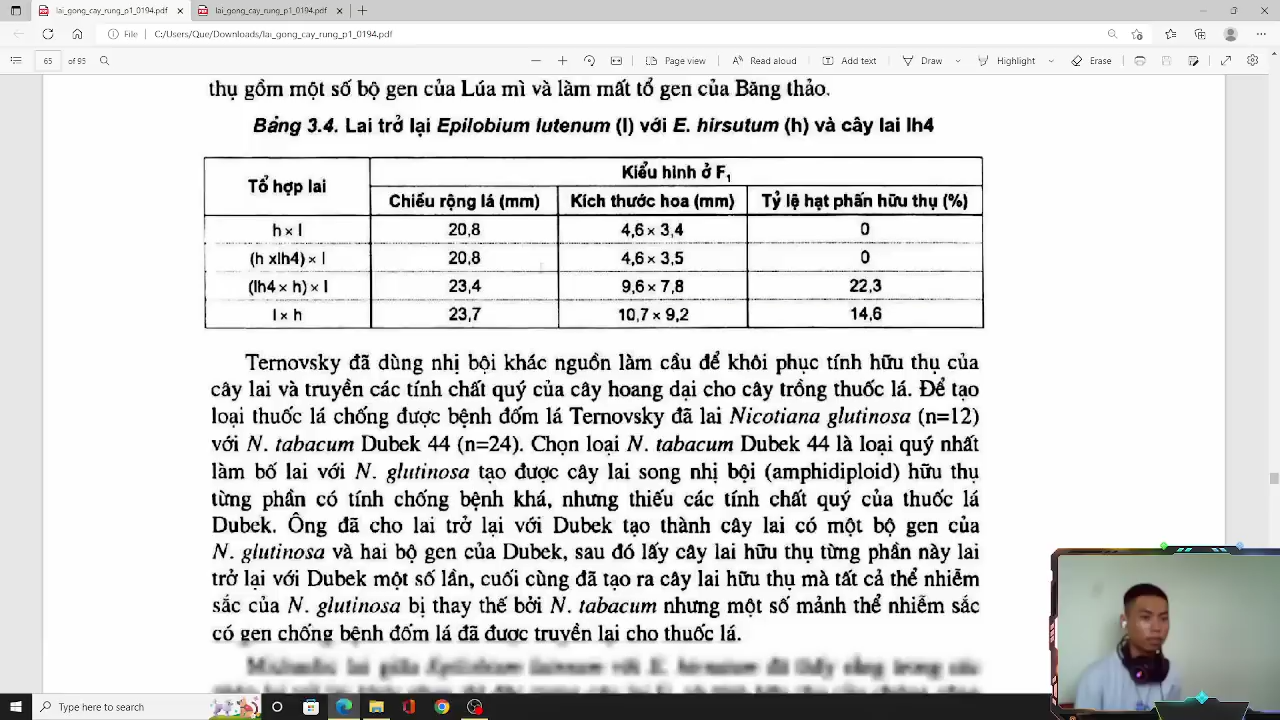 lai_gong_cay_rung_p1_0194.pdf
lai_gong_cay_rung_p1_0194.pdf
File C:/Users/Que/Downloads/lai_gong_cay_rung_p1_0194.pdf
65 of 95 Page view Read aloud Add text Draw Highlight Erase
thụ gồm một số bộ gen của Lúa mì và làm mất tổ gen của Băng thảo.
Bảng 3.4. Lai trở lại Epilobium lutenum (l) với E. hirsutum (h) và cây lai lh4
Tổ hợp lai Kiểu hình ở F1
Chiều rộng lá (mm) Kích thước hoa (mm) Tỷ lệ hạt phấn hữu thụ (%)
h × l 20,8 4,6 × 3,4 0
(h xlh4) × l 20,8 4,6 × 3,5 0
(lh4 × h) × l 23,4 9,6 × 7,8 22,3
l × h 23,7 10,7 × 9,2 14,6
Ternovsky đã dùng nhị bội khác nguồn làm cầu để khôi phục tính hữu thụ của
cây lai và truyền các tính chất quý của cây hoang dại cho cây trồng thuốc lá. Để tạo
loại thuốc lá chống được bệnh đốm lá Ternovsky đã lai Nicotiana glutinosa (n=12)
với N. tabacum Dubek 44 (n=24). Chọn loại N. tabacum Dubek 44 là loại quý nhất
làm bố lai với N. glutinosa tạo được cây lai song nhị bội (amphidiploid) hữu thụ
từng phần có tính chống bệnh khá, nhưng thiếu các tính chất quý của thuốc lá
Dubek. Ông đã cho lai trở lại với Dubek tạo thành cây lai có một bộ gen của
N. glutinosa và hai bộ gen của Dubek, sau đó lấy cây lai hữu thụ từng phần này lai
trở lại với Dubek một số lần, cuối cùng đã tạo ra cây lai hữu thụ mà tất cả thể nhiễm
sắc của N. glutinosa bị thay thế bởi N. tabacum nhưng một số mảnh thể nhiễm sắc
có gen chống bệnh đốm lá đã được truyền lại cho thuốc lá.
Type here to search